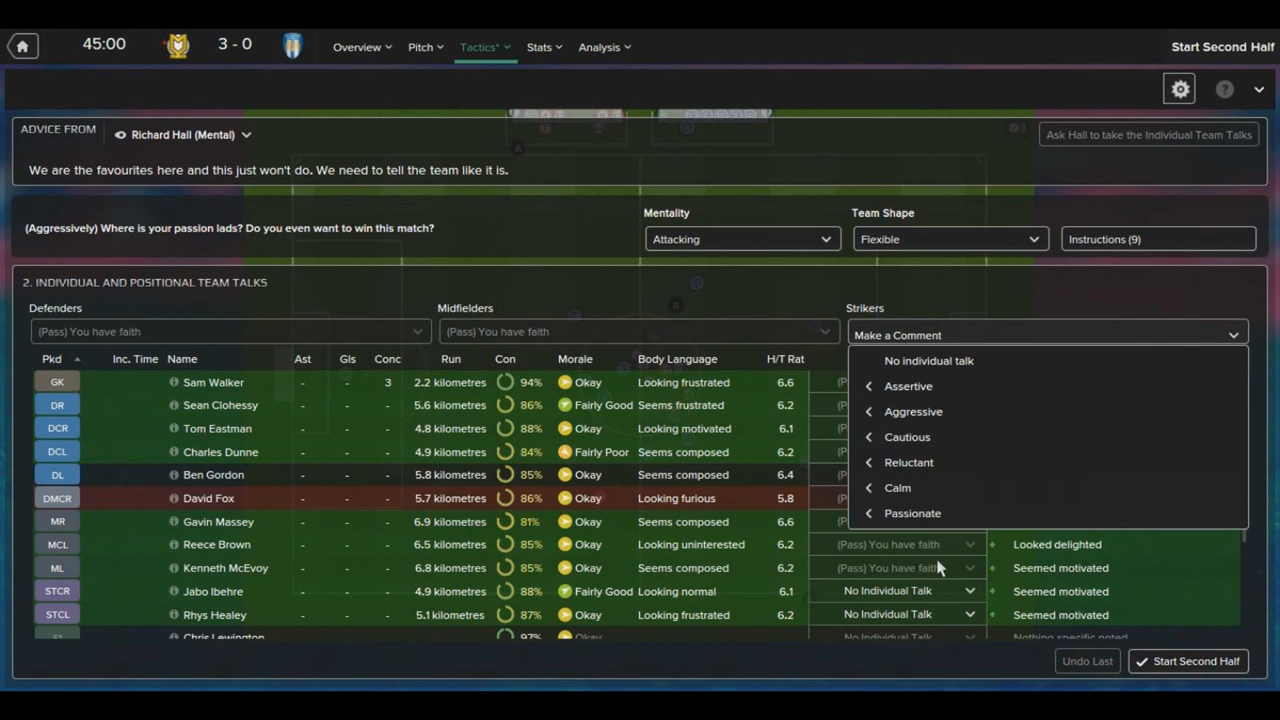 45:00 3 - 0 Overview Pitch Tactics* Stats Analysis Start Second Half
?
ADVICE FROM Richard Hall (Mental) Ask Hall to take the Individual Team Talks
We are the favourites here and this just won't do. We need to tell the team like it is.
Mentality Team Shape
(Aggressively) Where is your passion lads? Do you even want to win this match? Attacking Flexible Instructions (9)
2. INDIVIDUAL AND POSITIONAL TEAM TALKS
Defenders Midfielders Strikers
(Pass) You have faith (Pass) You have faith Make a Comment
Pkd Inc. Time Name Ast Gls Conc Run Con Morale Body Language H/T Rat
No individual talk
Assertive
Aggressive
Cautious
Reluctant
Calm
Passionate
GK Sam Walker - - 3 2.2 kilometres 94% Okay Looking frustrated 6.6
DR Sean Clohessy - - - 5.6 kilometres 86% Fairly Good Seems frustrated 6.2
DCR Tom Eastman - - - 4.8 kilometres 88% Okay Looking motivated 6.1
DCL Charles Dunne - - - 4.9 kilometres 84% Fairly Poor Seems composed 6.2
DL Ben Gordon - - - 5.8 kilometres 85% Okay Seems composed 6.4
DMCR David Fox - - - 5.7 kilometres 86% Okay Looking furious 5.8
MR Gavin Massey - - - 6.9 kilometres 81% Okay Seems composed 6.6
MCL Reece Brown - - - 6.5 kilometres 85% Okay Looking uninterested 6.2 (Pass) You have faith Looked delighted
ML Kenneth McEvoy - - - 6.8 kilometres 85% Okay Seems composed 6.2 (Pass) You have faith Seemed motivated
STCR Jabo Ibehre - - - 4.9 kilometres 88% Fairly Good Looking normal 6.1 No Individual Talk Seemed motivated
STCL Rhys Healey - - - 5.1 kilometres 87% Okay Looking frustrated 6.2 No Individual Talk Seemed motivated
S1 Chris Lewington 97% Okay No Individual Talk Nothing specific noted
Undo Last Start Second Half